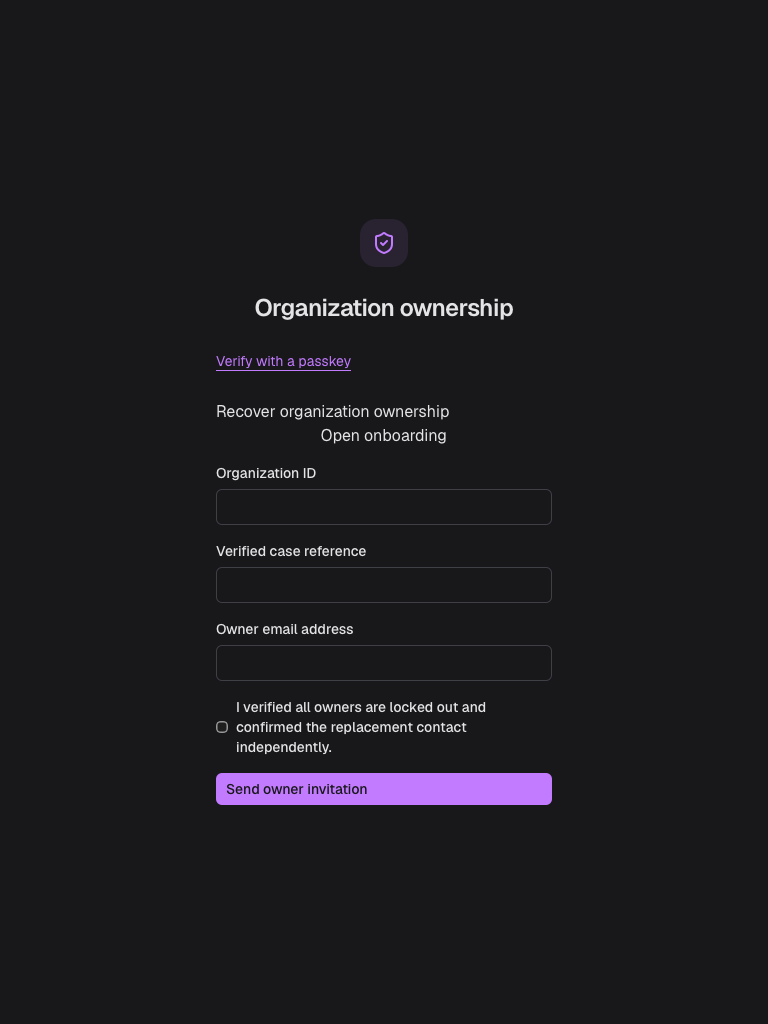 Organization ownership
Verify with a passkey
Recover organization ownership
Open onboarding
Organization ID
Verified case reference
Owner email address
I verified all owners are locked out and
confirmed the replacement contact
independently.
Send owner invitation